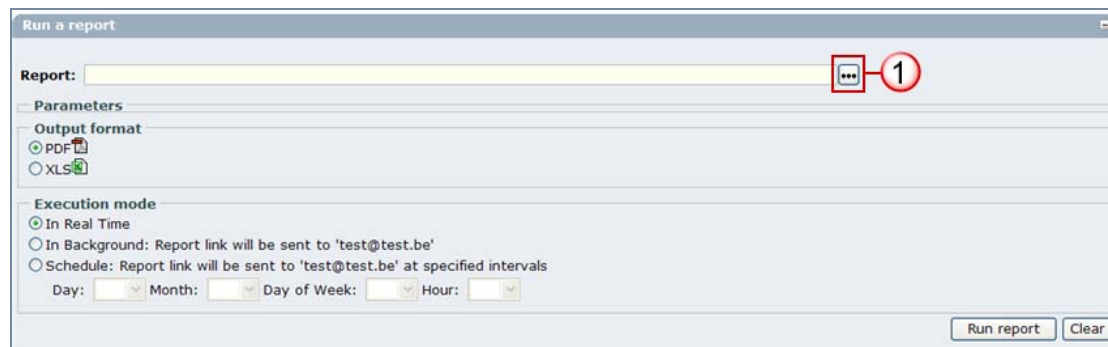 Run a report
Report: ... 1
Parameters
Output format
PDF
XLS
Execution mode
In Real Time
In Background: Report link will be sent to 'test@test.be'
Schedule: Report link will be sent to 'test@test.be' at specified intervals
Day: Month: Day of Week: Hour:
Run report Clear